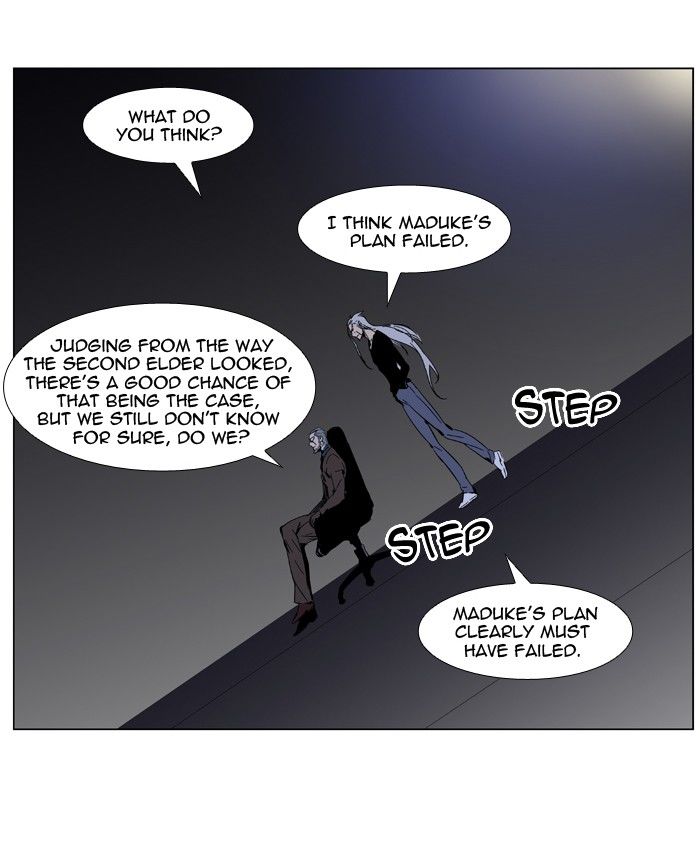 WHAT DO
YOU THINK?
I THINK MADUKE'S
PLAN FAILED.
JUDGING FROM THE WAY
THE SECOND ELDER LOOKED,
THERE'S A GOOD CHANCE OF
THAT BEING THE CASE,
BUT WE STILL DON'T KNOW
FOR SURE, DO WE?
STEP
STEP
MADUKE'S PLAN
CLEARLY MUST
HAVE FAILED.